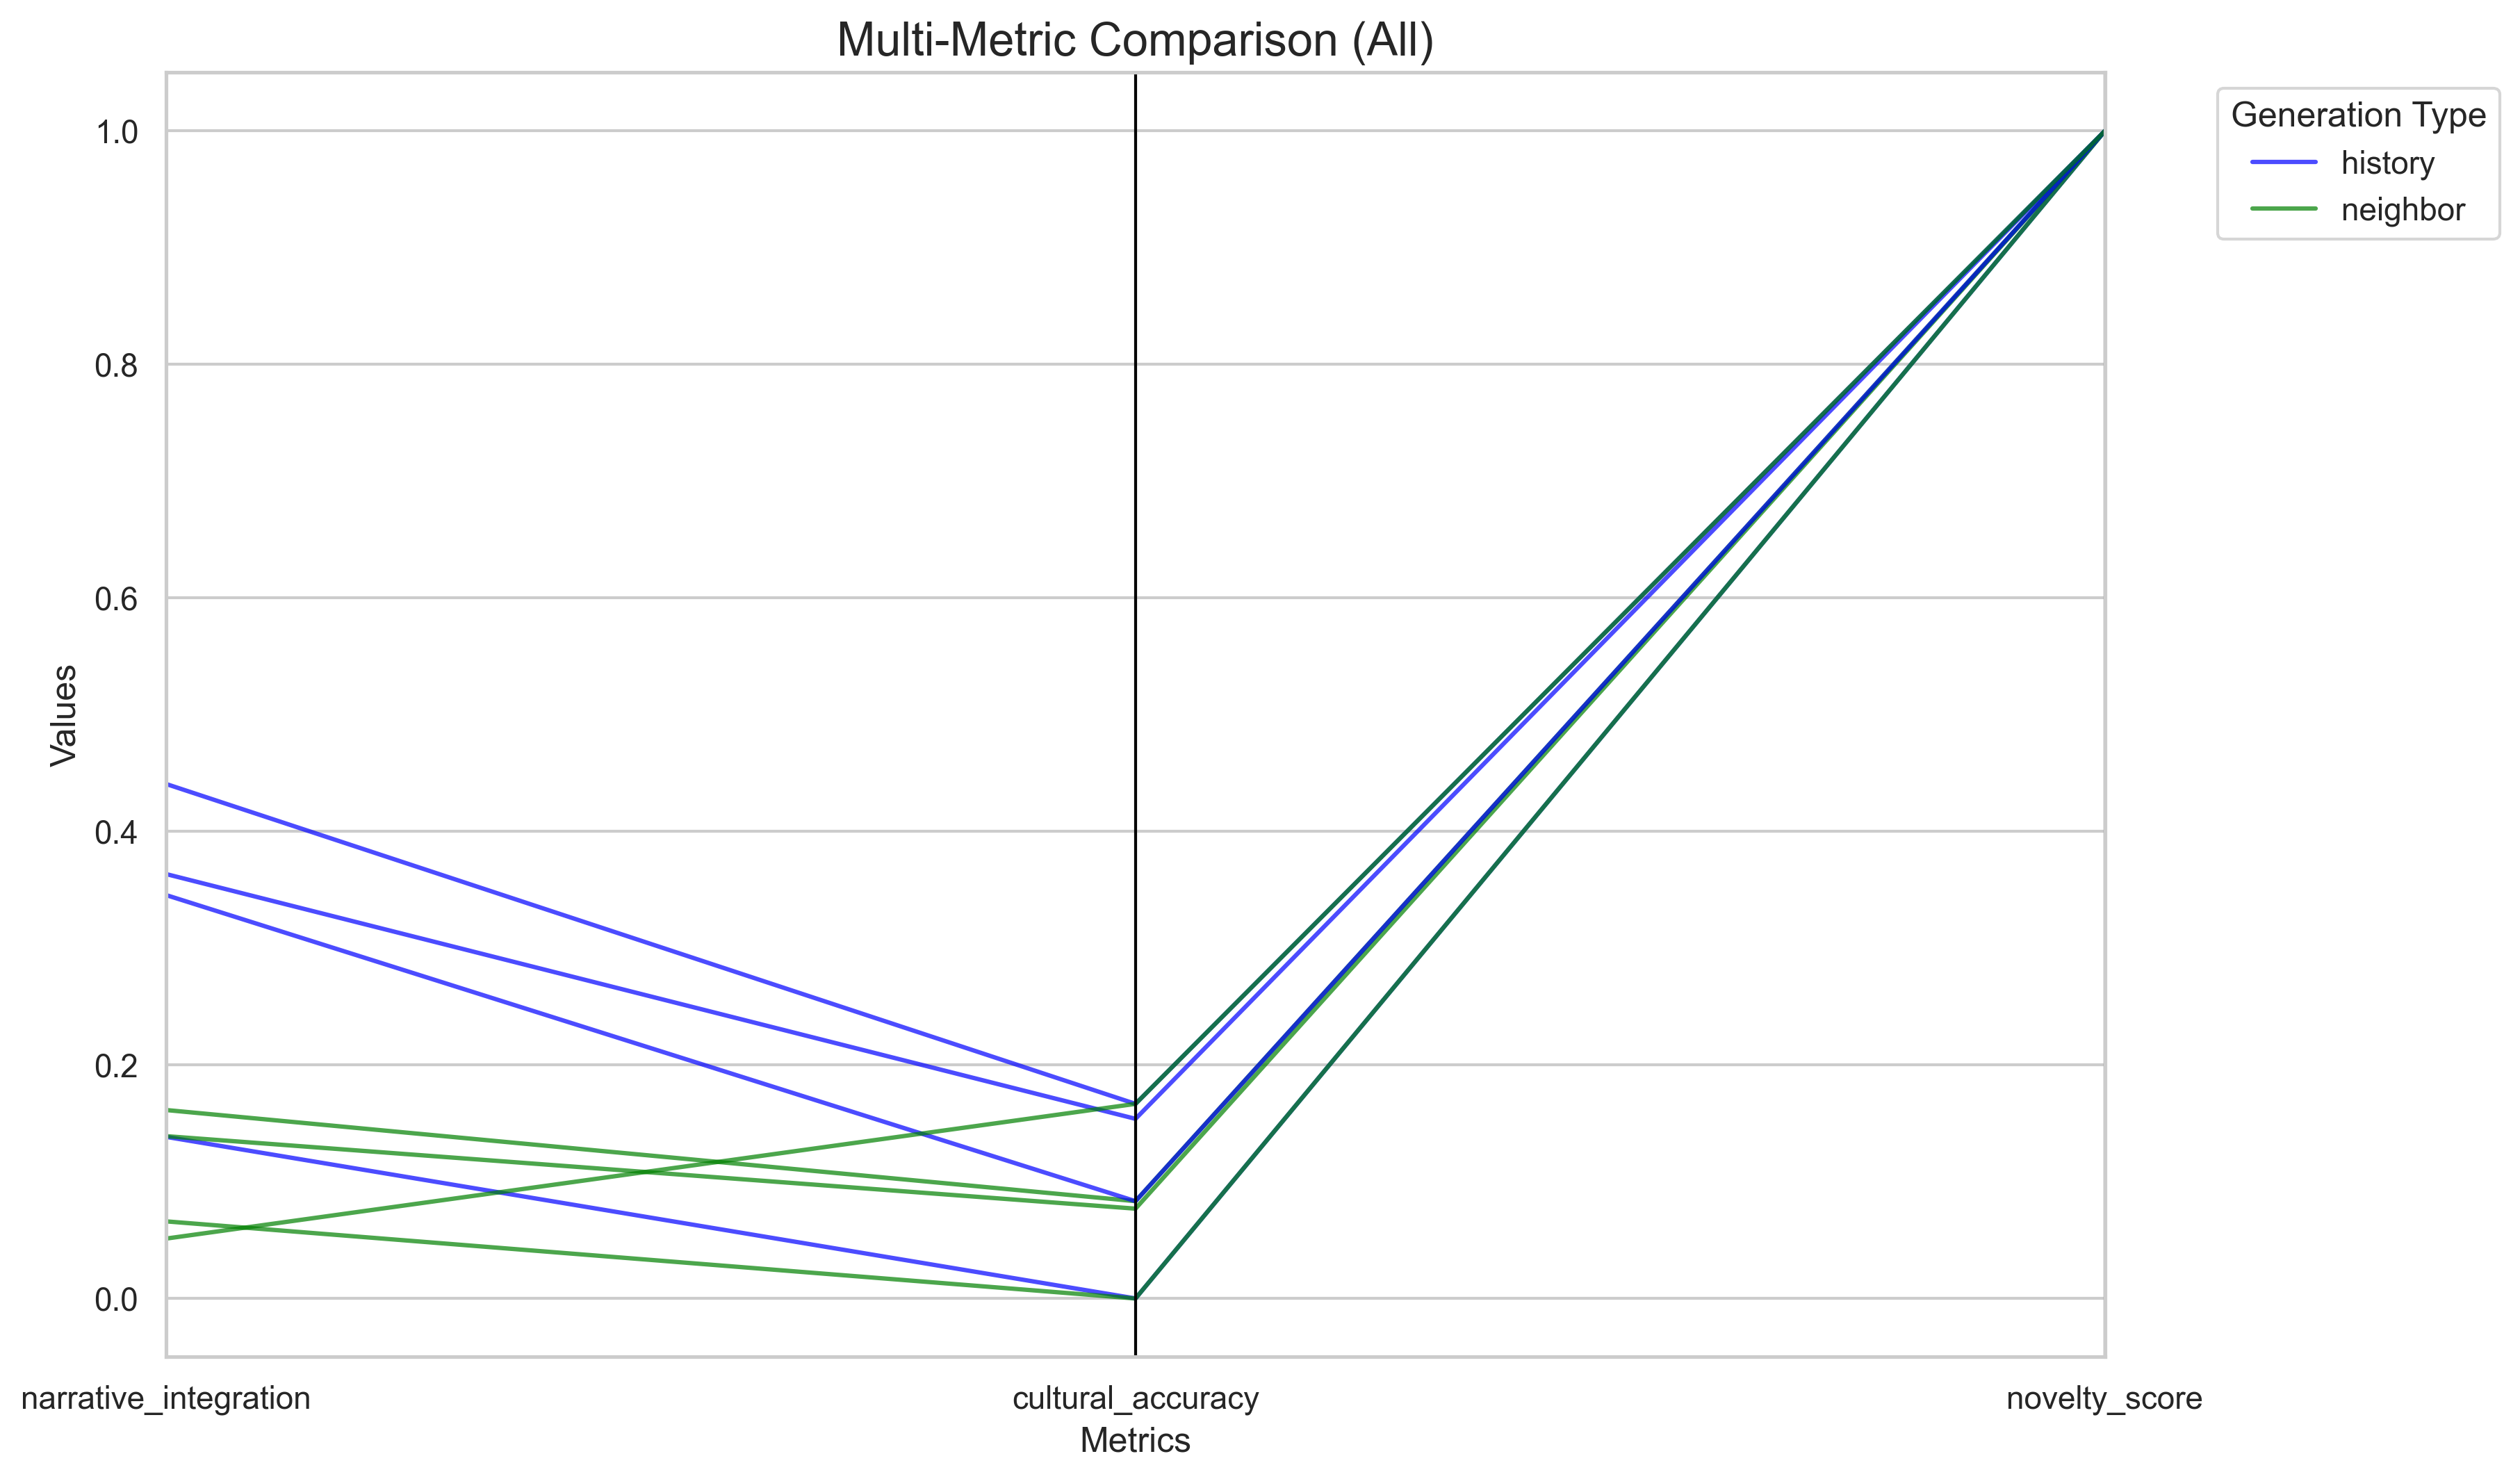 Multi-Metric Comparison (All)
Generation Type
history
neighbor
Values
1.0
0.8
0.6
0.4
0.2
0.0
narrative_integration
cultural_accuracy
novelty_score
Metrics